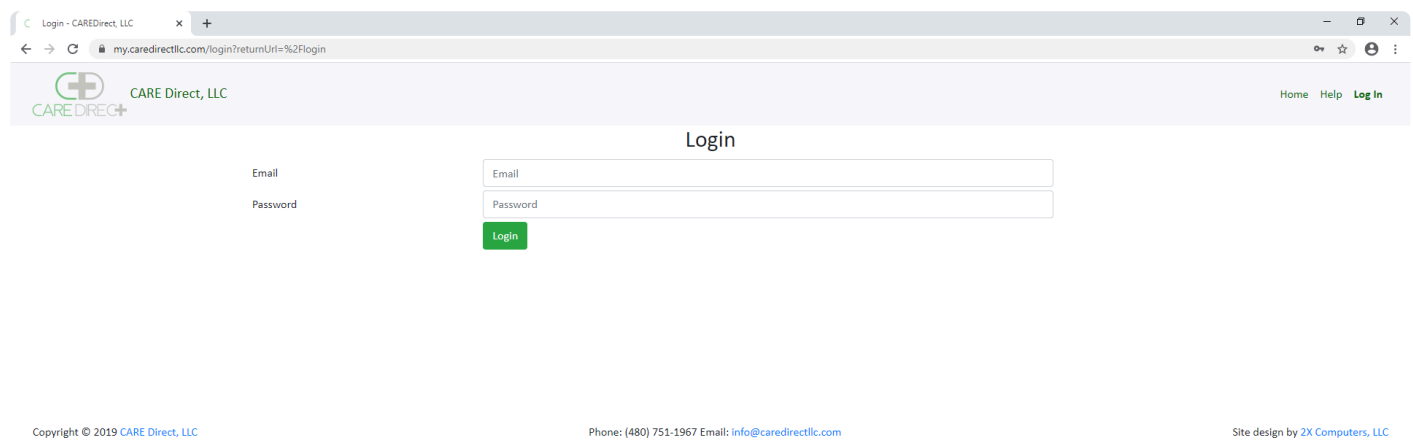 Login - CAREDirect, LLC
my.caredirectllc.com/login?returnUrl=%2Flogin
CARE DIRECT
CARE Direct, LLC
Home Help Log In
Login
Email Email
Password Password
Login
Copyright © 2019 CARE Direct, LLC Phone: (480) 751-1967 Email: info@caredirectllc.com Site design by 2X Computers, LLC